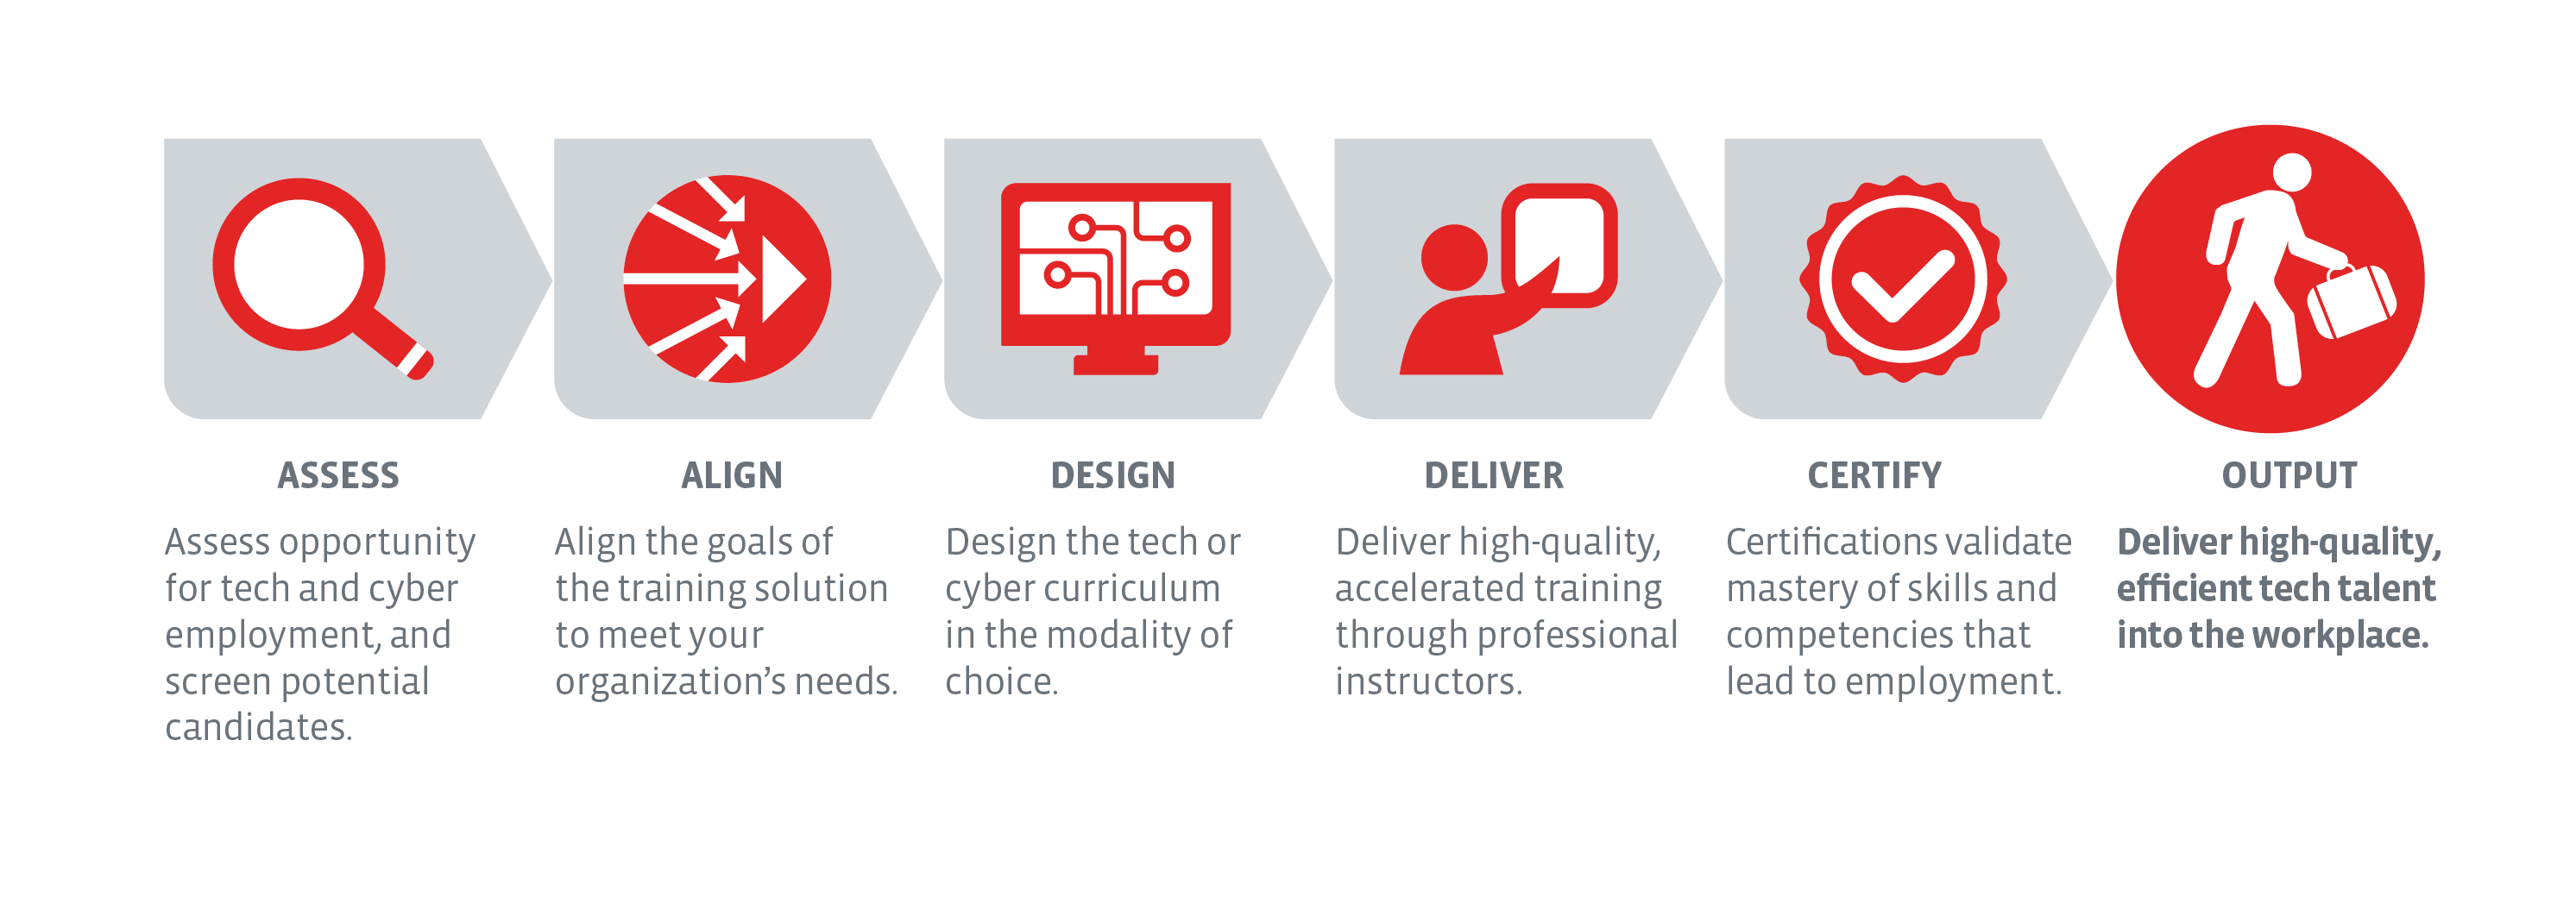 ASSESS
Assess opportunity
for tech and cyber
employment, and
screen potential
candidates.
ALIGN
Align the goals of
the training solution
to meet your
organization’s needs.
DESIGN
Design the tech or
cyber curriculum
in the modality of
choice.
DELIVER
Deliver high-quality,
accelerated training
through professional
instructors.
CERTIFY
Certifications validate
mastery of skills and
competencies that
lead to employment.
OUTPUT
Deliver high-quality,
efficient tech talent
into the workplace.